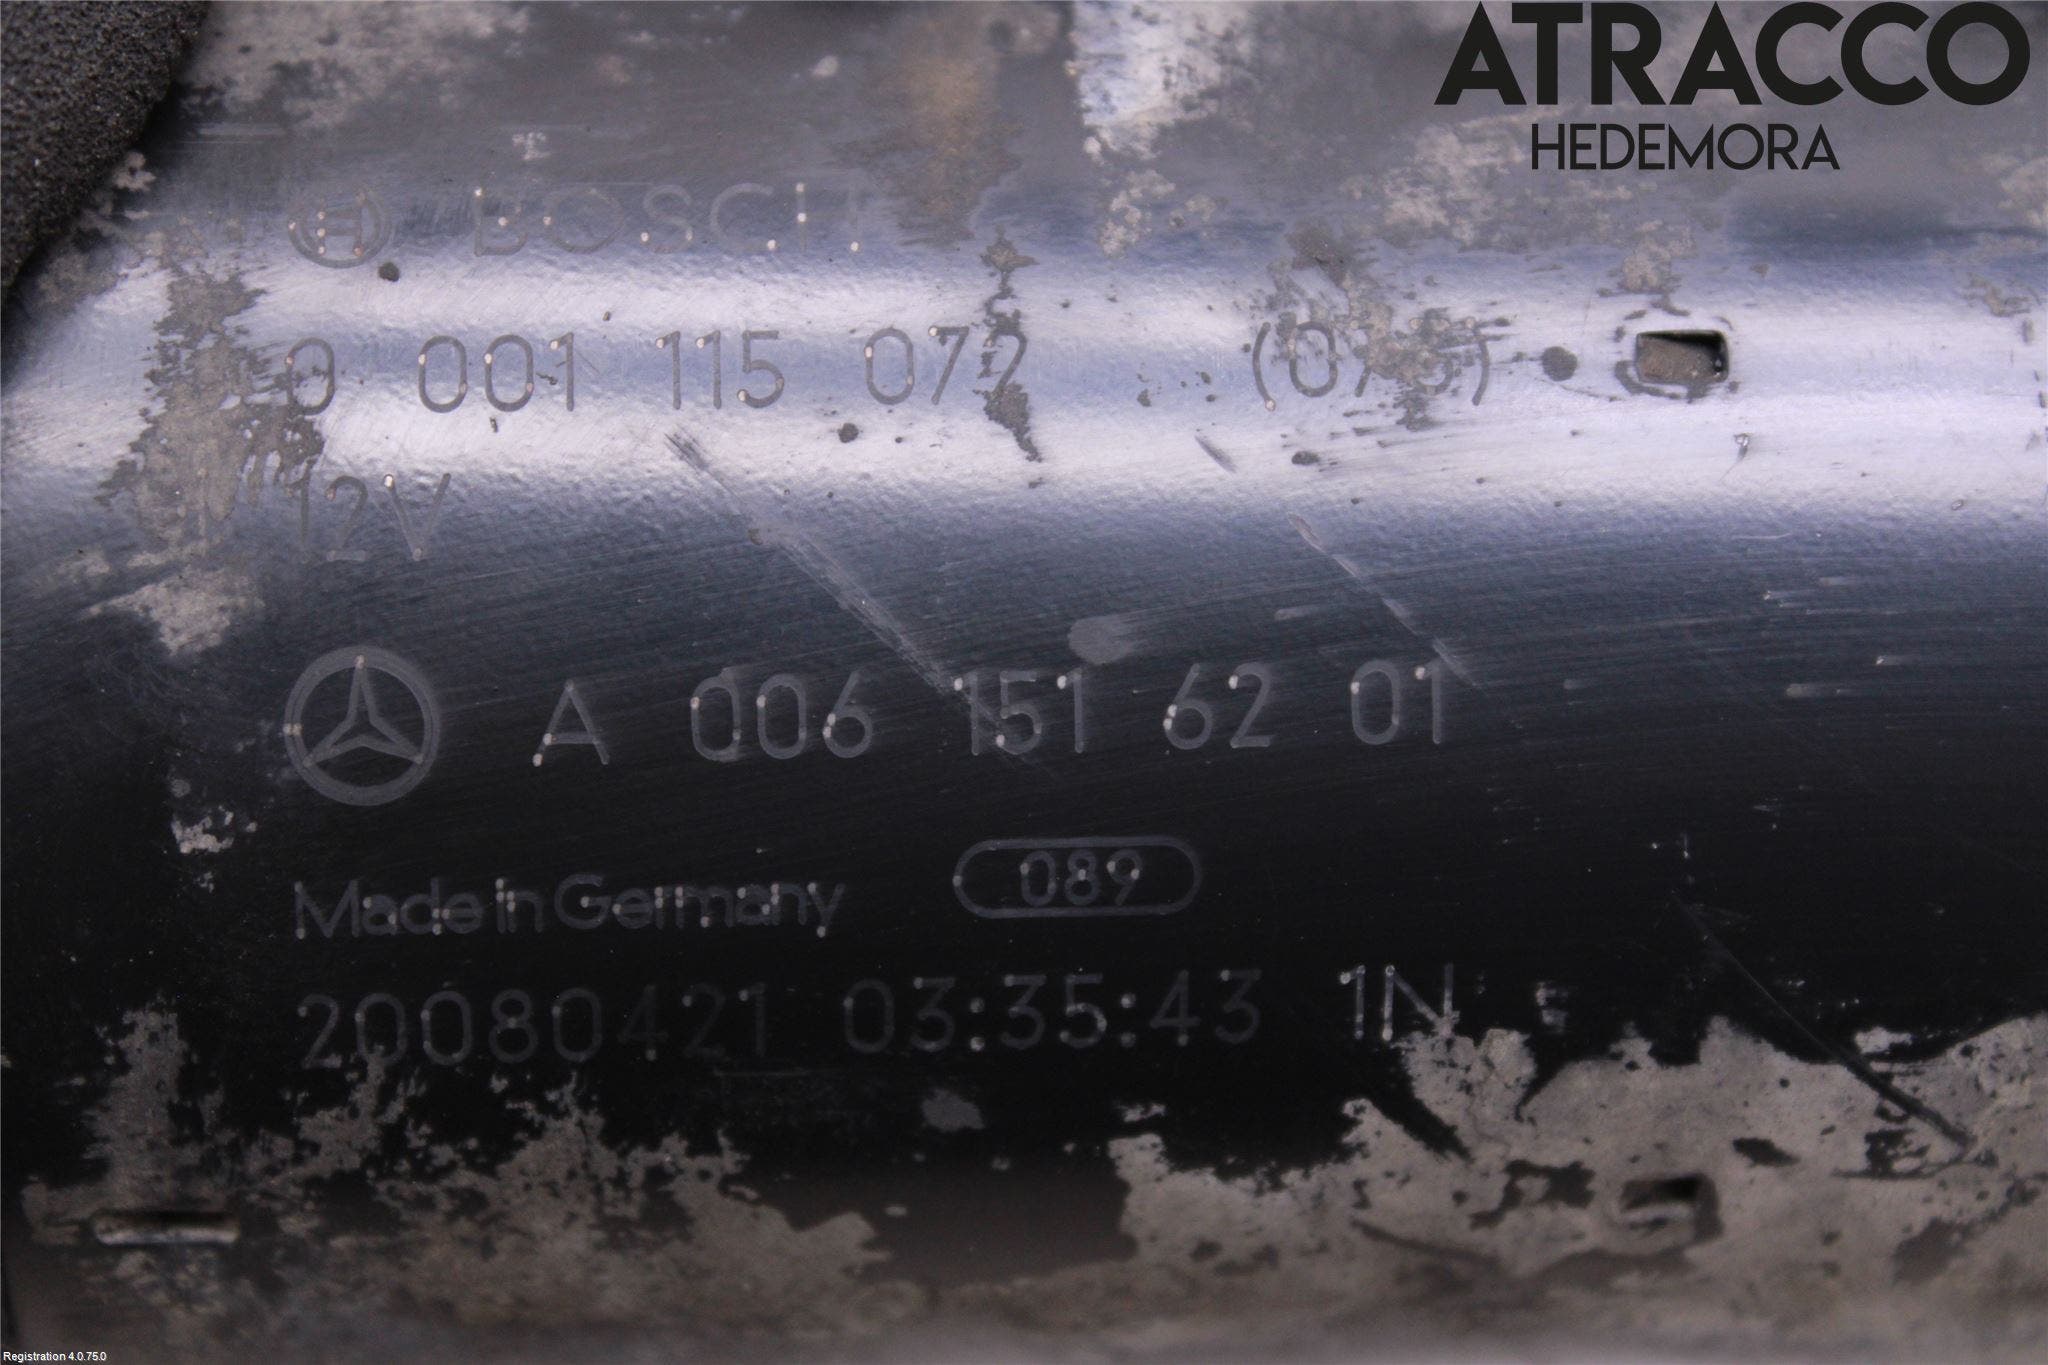 ATRACCO
HEDEMORA
BOSCH
0 001 115 072
12V
A 006 151 62 01
Made in Germany 089
20080421 03:35:43 1N
Registration 4.0.75.0